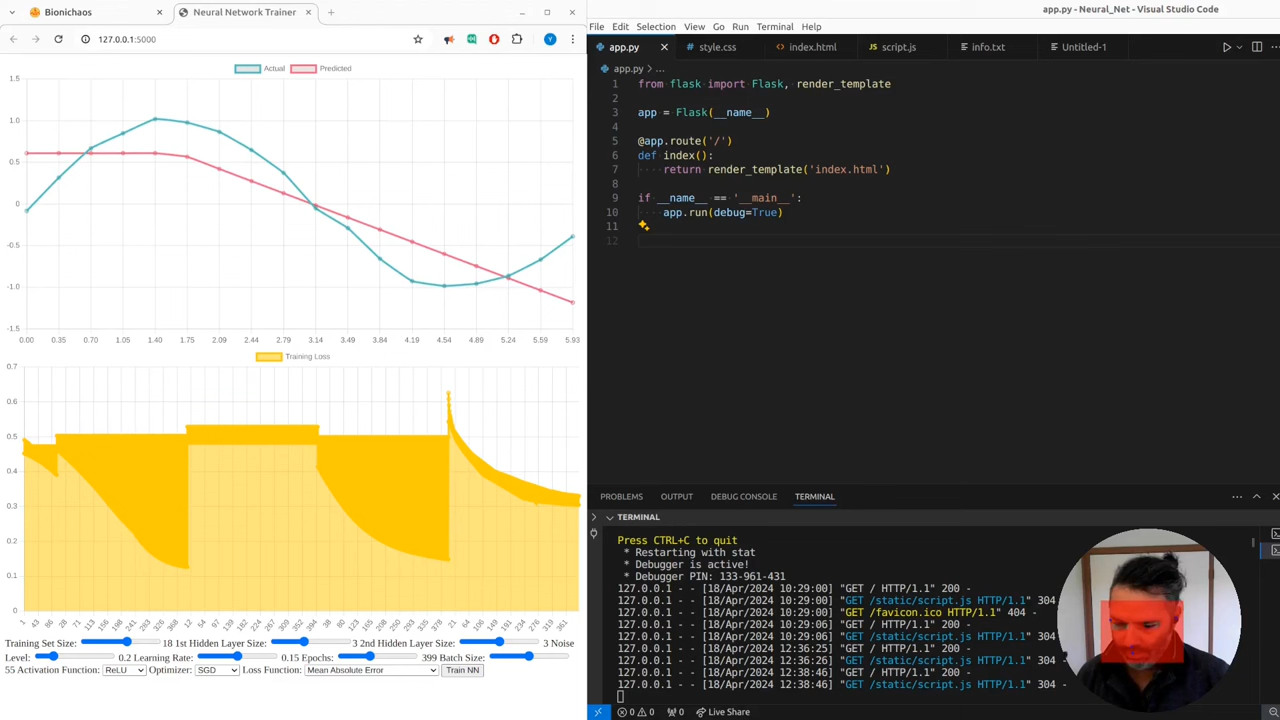 Bionichaos
Neural Network Trainer
app.py - Neural_Net - Visual Studio Code
127.0.0.1:5000
Y
File Edit Selection View Go Run Terminal Help
app.py
style.css
index.html
script.js
info.txt
Untitled-1
app.py > ...
1 from flask import Flask, render_template
2
3 app = Flask(__name__)
4
5 @app.route('/')
6 def index():
7 return render_template('index.html')
8
9 if __name__ == '__main__':
10 app.run(debug=True)
11
12
Actual Predicted
1.5
1.0
0.5
0
-0.5
-1.0
-1.5
0.00 0.35 0.70 1.05 1.40 1.75 2.09 2.44 2.79 3.14 3.49 3.84 4.19 4.54 4.89 5.24 5.59 5.93
Training Loss
0.7
0.6
0.5
0.4
0.3
0.2
0.1
0
1 43 86 28 71 113 155 198 241 284 326 368
Training Set Size: 18 1st Hidden Layer Size: 3 2nd Hidden Layer Size: 3 Noise
Level: 0.2 Learning Rate: 0.15 Epochs: 399 Batch Size:
55 Activation Function: ReLU Optimizer: SGD Loss Function: Mean Absolute Error Train NN
PROBLEMS OUTPUT DEBUG CONSOLE TERMINAL
TERMINAL
Press CTRL+C to quit
* Restarting with stat
* Debugger is active!
* Debugger PIN: 133-961-431
127.0.0.1 - - [18/Apr/2024 10:29:00] "GET / HTTP/1.1" 200 -
127.0.0.1 - - [18/Apr/2024 10:29:00] "GET /static/script.js HTTP/1.1" 304 -
127.0.0.1 - - [18/Apr/2024 10:29:00] "GET /favicon.ico HTTP/1.1" 404 -
127.0.0.1 - - [18/Apr/2024 10:29:06] "GET / HTTP/1.1" 200 -
127.0.0.1 - - [18/Apr/2024 10:29:06] "GET /static/script.js HTTP/1.1" 304 -
127.0.0.1 - - [18/Apr/2024 12:36:25] "GET / HTTP/1.1" 200 -
127.0.0.1 - - [18/Apr/2024 12:36:26] "GET /static/script.js HTTP/1.1" 304 -
127.0.0.1 - - [18/Apr/2024 12:38:46] "GET / HTTP/1.1" 200 -
127.0.0.1 - - [18/Apr/2024 12:38:46] "GET /static/script.js HTTP/1.1" 304 -
0 0 0 Live Share